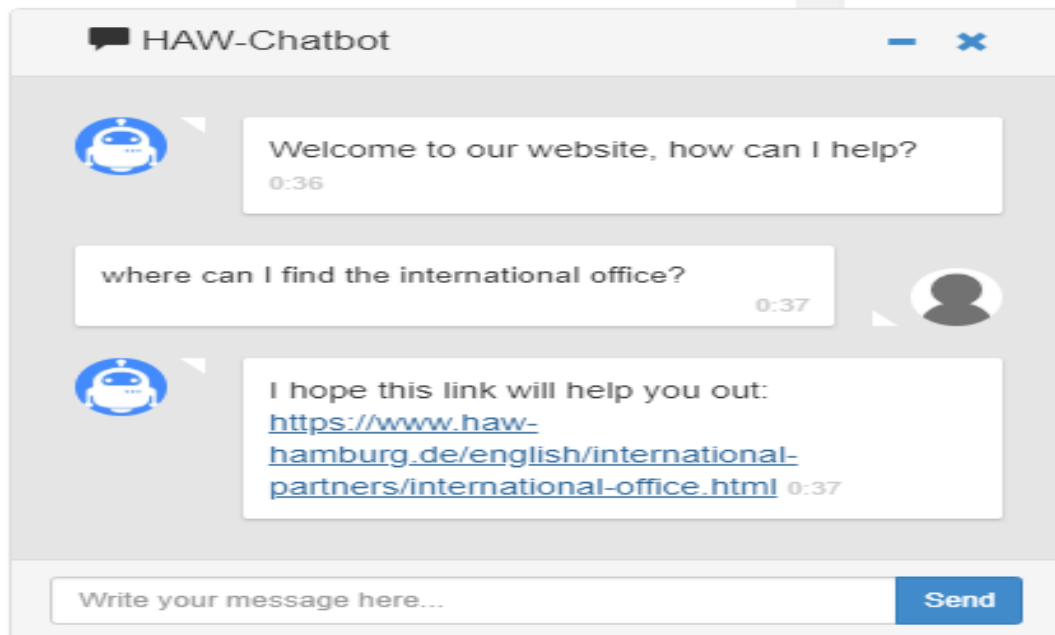 HAW-Chatbot
Welcome to our website, how can I help?
0:36
where can I find the international office?
0:37
I hope this link will help you out:
https://www.haw-
hamburg.de/english/international-
partners/international-office.html 0:37
Write your message here...
Send